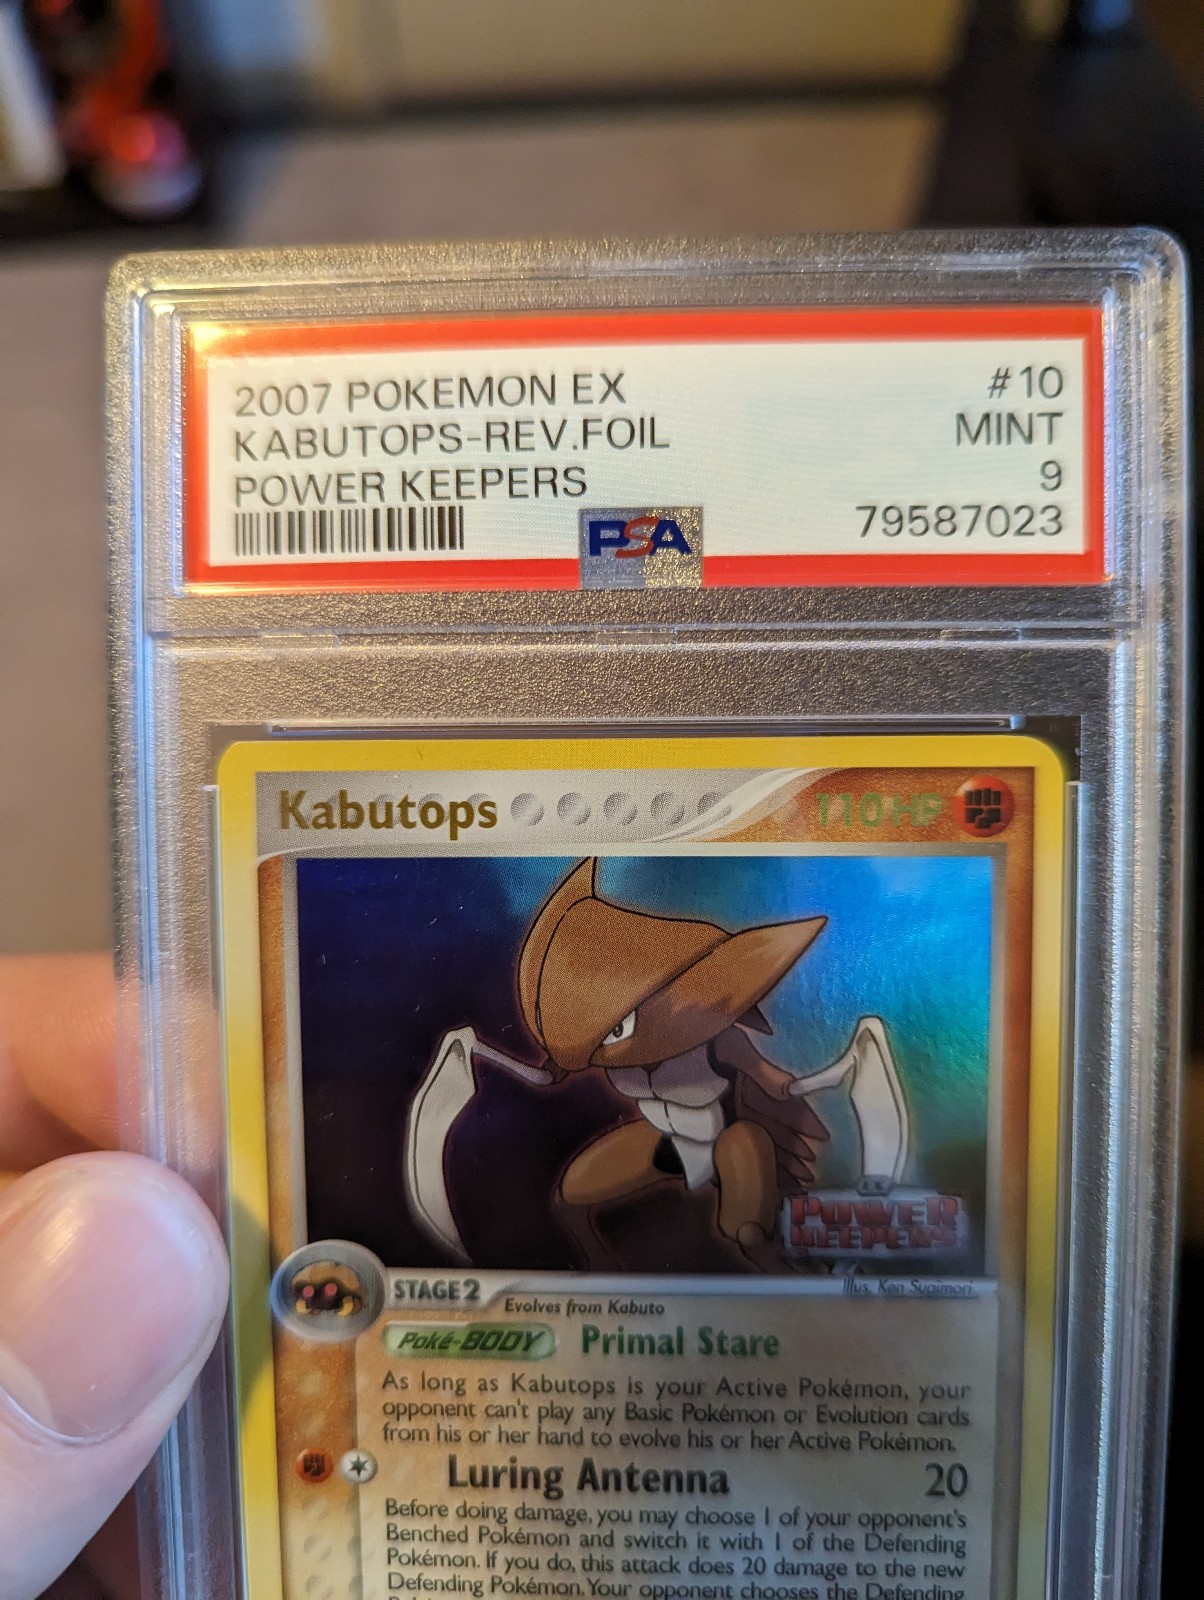 2007 POKEMON EX
#10
KABUTOPS-REV.FOIL
MINT
POWER KEEPERS
9
PSA
79587023
Kabutops
110 HP
EX
POWER
KEEPERS
STAGE 2
Illus. Ken Sugimori
Evolves from Kabuto
Poké-BODY Primal Stare
As long as Kabutops is your Active Pokémon, your
opponent can't play any Basic Pokémon or Evolution cards
from his or her hand to evolve his or her Active Pokémon.
Luring Antenna 20
Before doing damage, you may choose 1 of your opponent's
Benched Pokémon and switch it with 1 of the Defending
Pokémon. If you do, this attack does 20 damage to the new
Defending Pokémon. Your opponent chooses the Defending